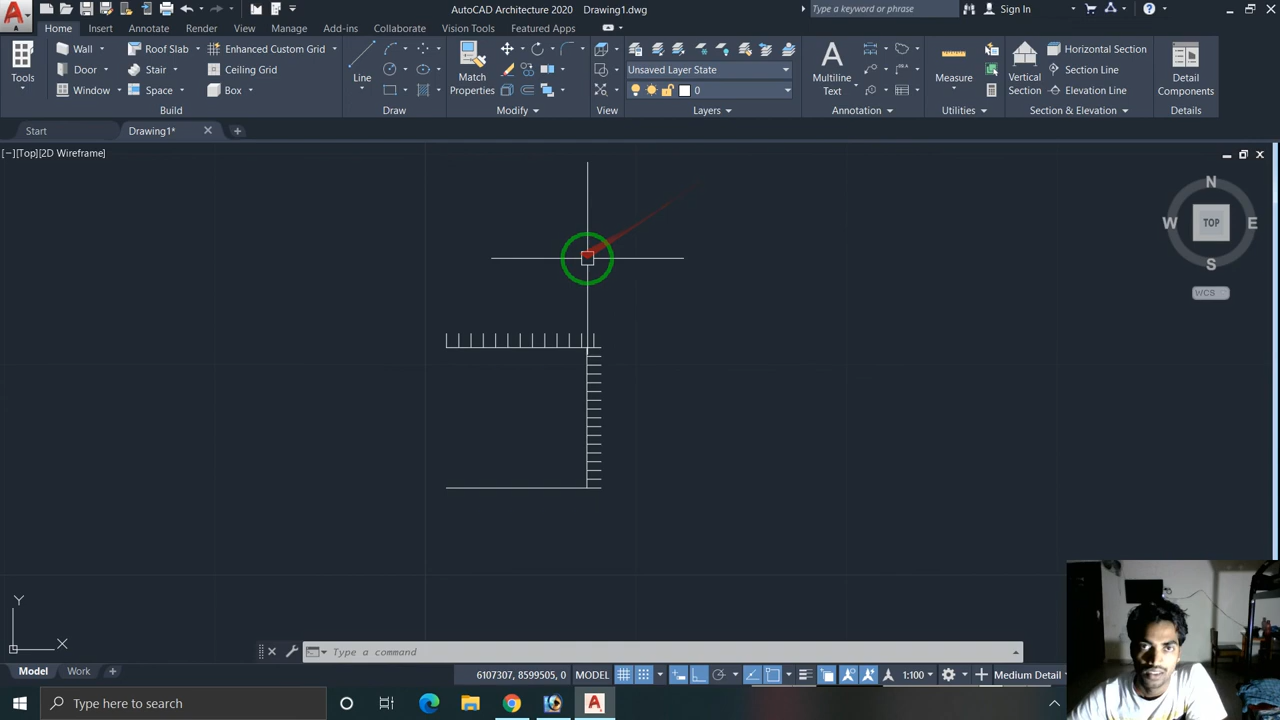 AutoCAD Architecture 2020 Drawing1.dwg
Type a keyword or phrase
Sign In
Home Insert Annotate Render View Manage Add-ins Collaborate Vision Tools Featured Apps
Tools
Wall
Roof Slab
Enhanced Custom Grid
Door
Stair
Ceiling Grid
Window
Space
Box
Build
Line
Draw
Match
Properties
Modify
View
Unsaved Layer State
0
Layers
A
Multiline
Text
Annotation
Measure
Utilities
Vertical
Section
Horizontal Section
Section Line
Elevation Line
Section & Elevation
Detail
Components
Details
Start
Drawing1*
[−][Top][2D Wireframe]
N
W
TOP
E
S
WCS
Y
X
Type a command
Model
Work
6107307, 8599505, 0
MODEL
1:100
Medium Detail
Type here to search